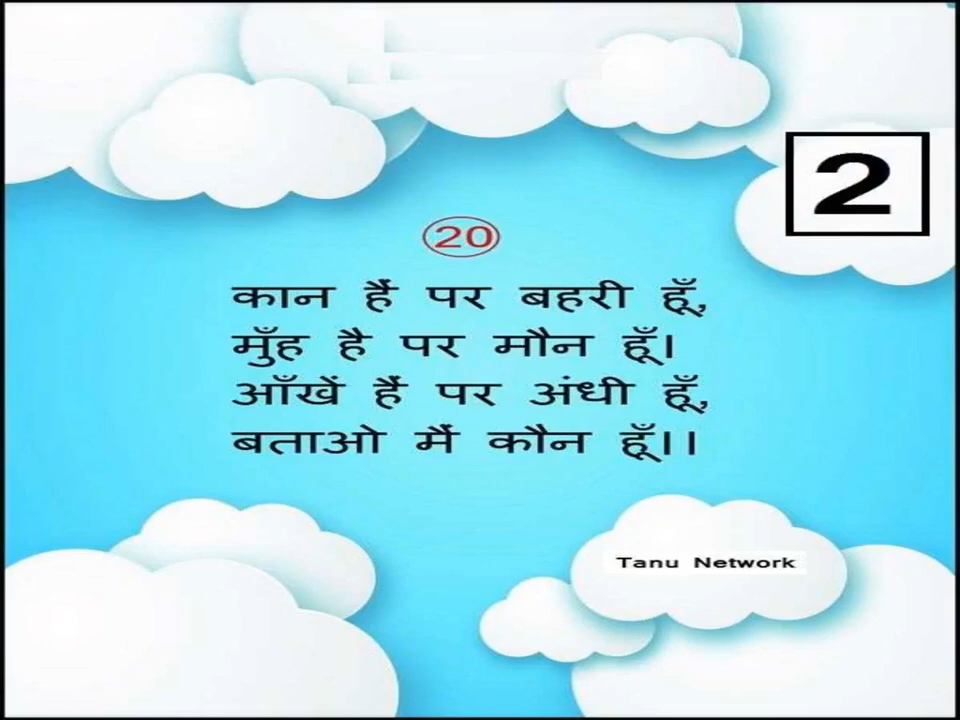 2
20
कान हैं पर बहरी हूँ,
मुँह है पर मौन हूँ।
आँखें हैं पर अंधी हूँ,
बताओ मैं कौन हूँ।।
Tanu Network